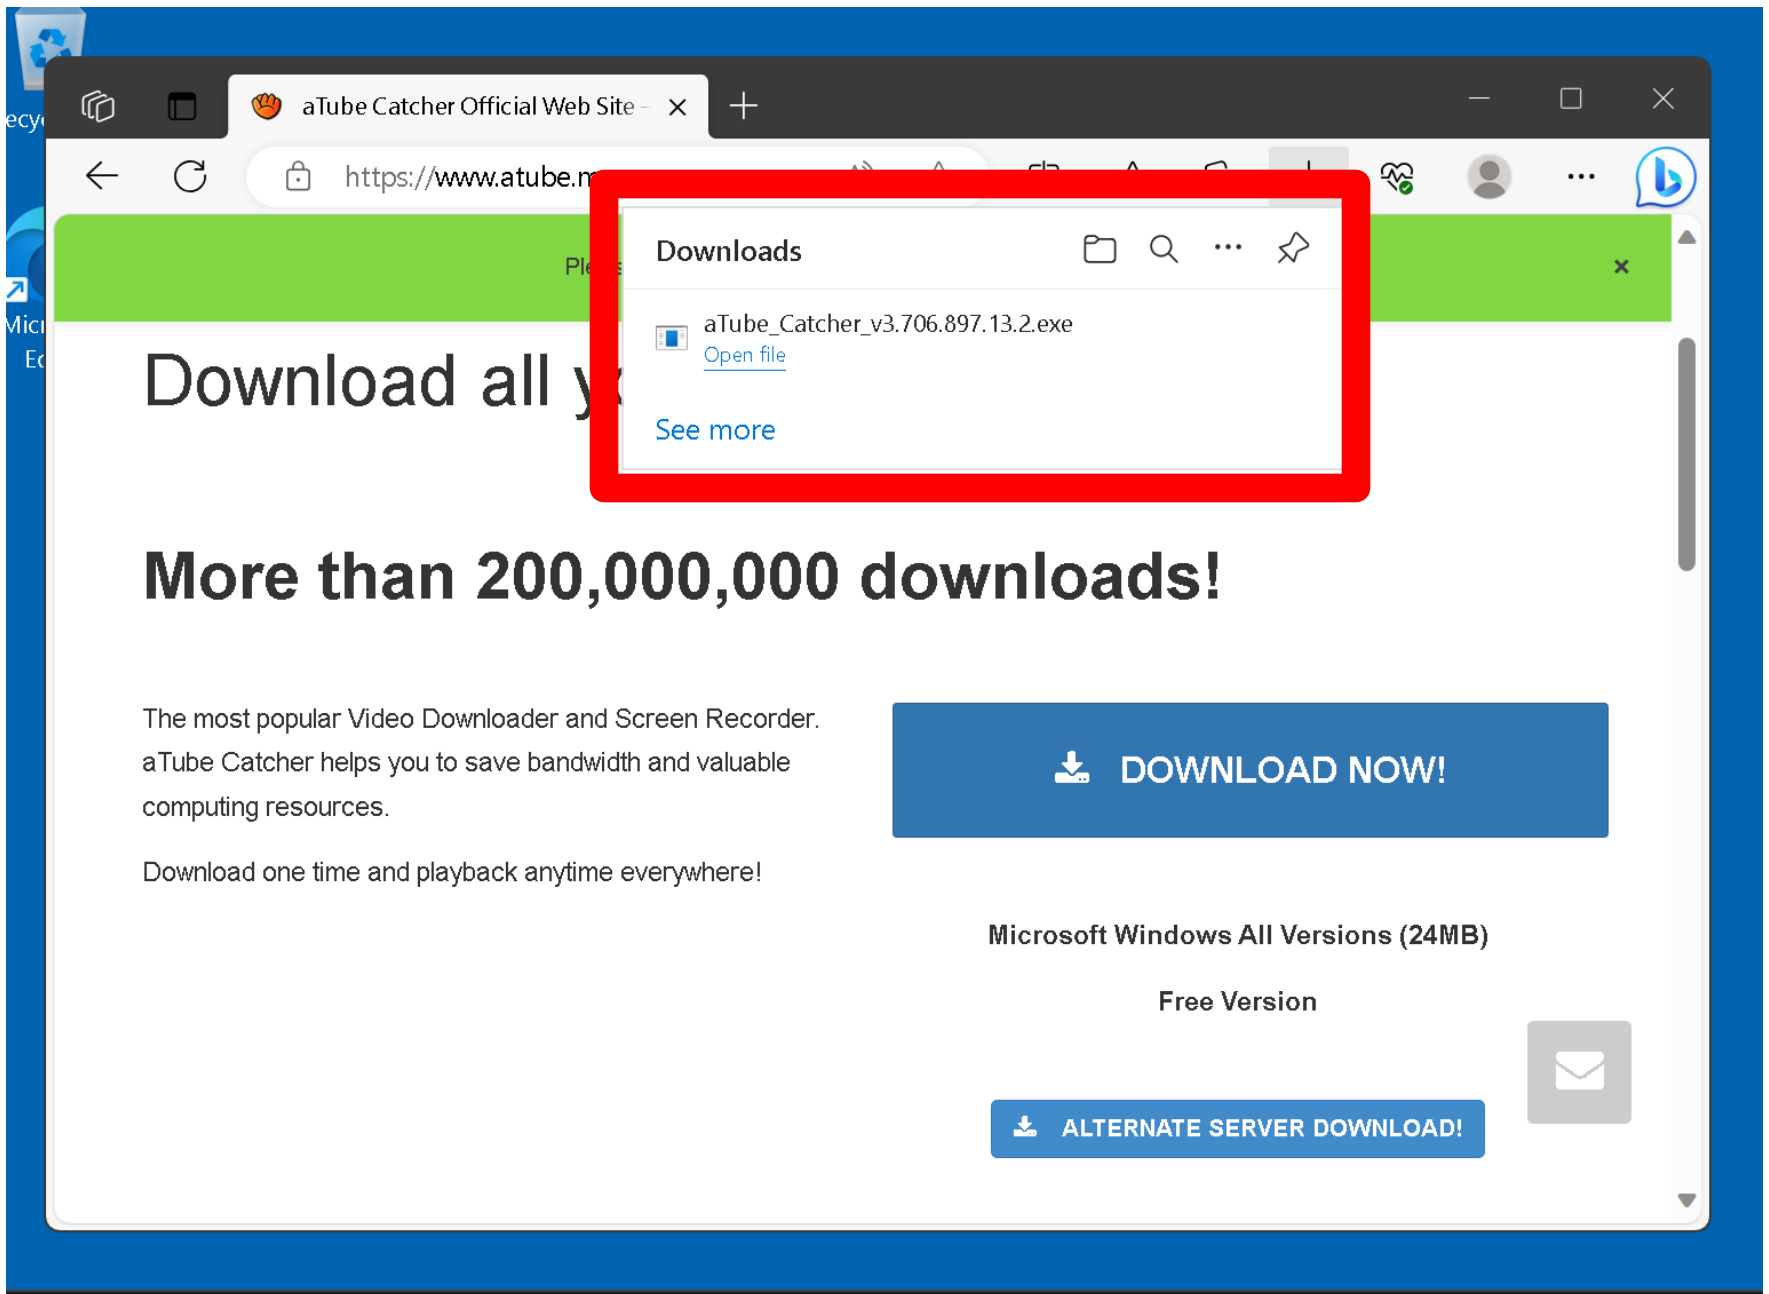 aTube Catcher Official Web Site -
https://www.atube.m
Downloads
aTube_Catcher_v3.706.897.13.2.exe
Open file
See more
Download all
More than 200,000,000 downloads!
The most popular Video Downloader and Screen Recorder.
aTube Catcher helps you to save bandwidth and valuable
computing resources.
Download one time and playback anytime everywhere!
DOWNLOAD NOW!
Microsoft Windows All Versions (24MB)
Free Version
ALTERNATE SERVER DOWNLOAD!